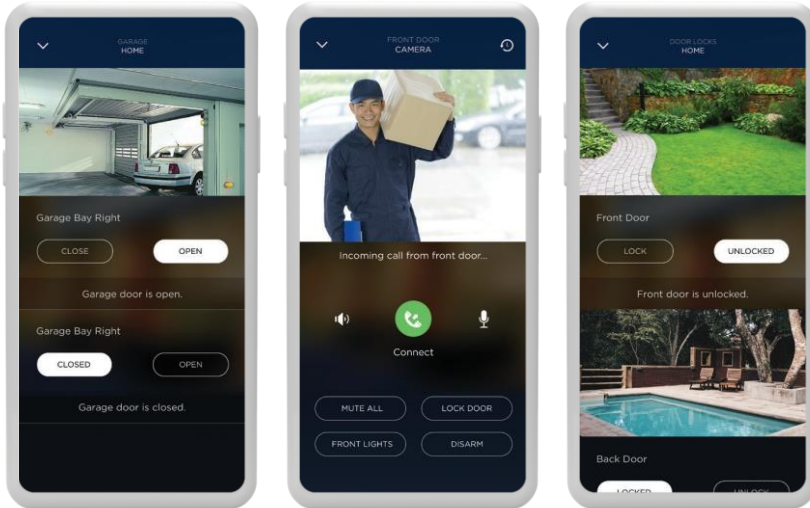 GARAGE
HOME
Garage Bay Right
CLOSE OPEN
Garage door is open.
Garage Bay Right
CLOSED OPEN
Garage door is closed.
FRONT DOOR
CAMERA
Incoming call from front door...
Connect
MUTE ALL LOCK DOOR
FRONT LIGHTS DISARM
DOOR LOCKS
HOME
Front Door
LOCK UNLOCKED
Front door is unlocked.
Back Door
LOCKED UNLOCK